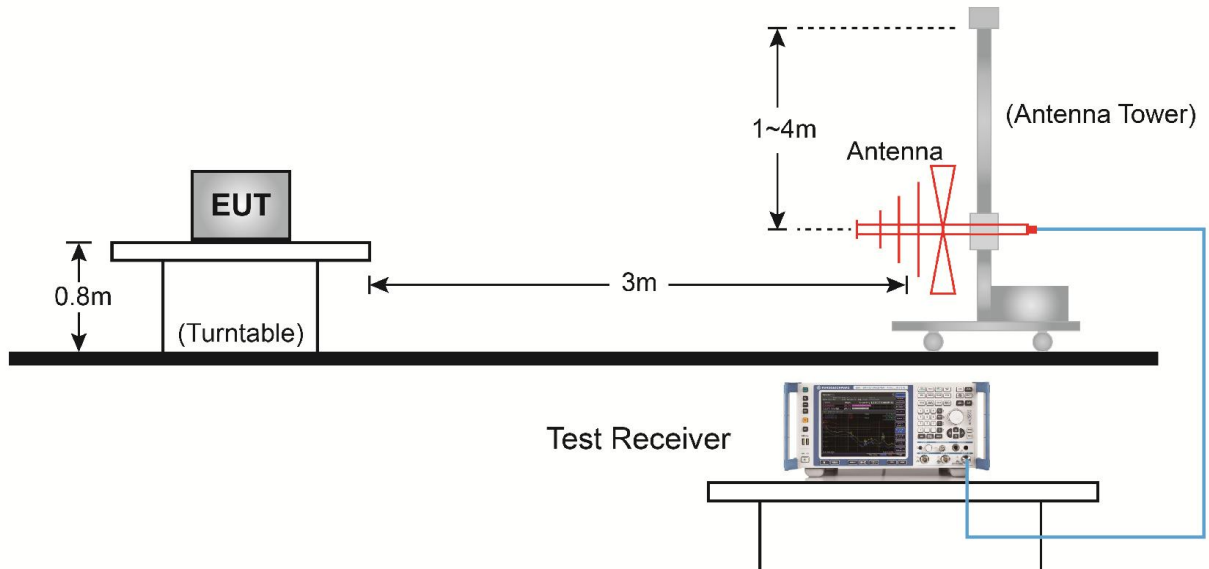 1~4m
(Antenna Tower)
Antenna
EUT
0.8m
3m
(Turntable)
Test Receiver